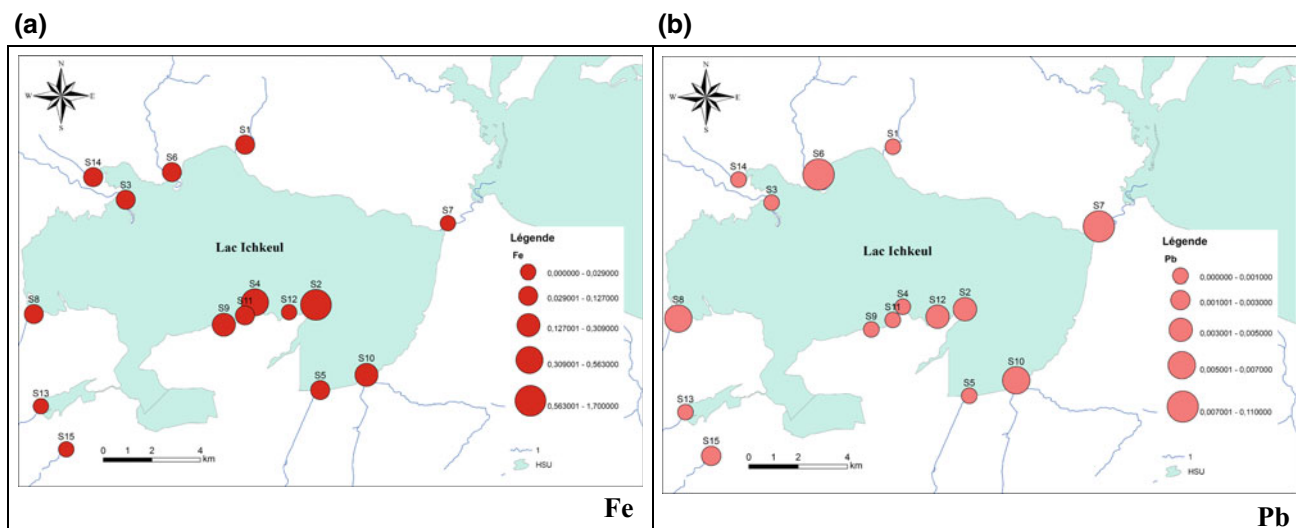 (a)
N
W
E
S
S1
S6
S14
S3
S7
Lac Ichkeul
S4
S2
S11
S12
S9
S8
S10
S5
S13
S15
0 2 4
km
Légende
Fe
0,000000 - 0,029000
0,029001 - 0,127000
0,127001 - 0,309000
0,309001 - 0,563000
0,563001 - 1,700000
1
HSU
Fe
(b)
N
W
E
S
S1
S6
S14
S3
S7
Lac Ichkeul
S4
S2
S12
S11
S9
S8
S10
S5
S13
S15
0 2 4
km
Légende
Pb
0,000000 - 0,001000
0,001001 - 0,003000
0,003001 - 0,005000
0,005001 - 0,007000
0,007001 - 0,110000
1
HSU
Pb